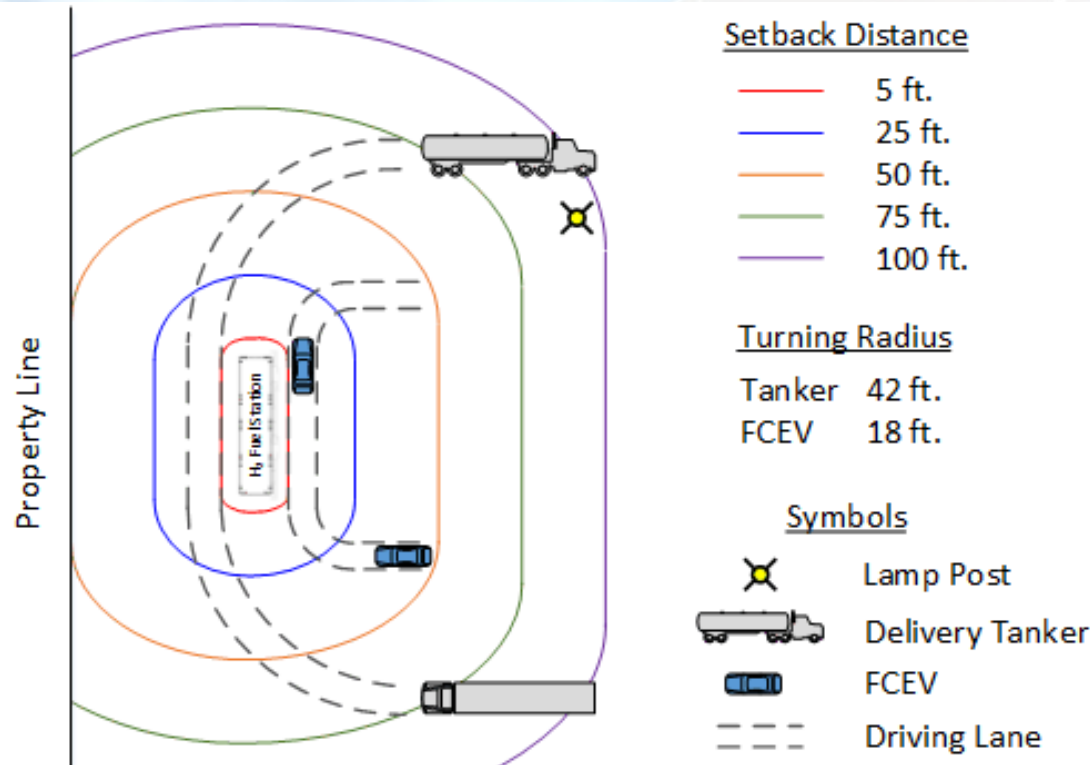 Property Line
H₂ Fuel Station
Setback Distance
5 ft.
25 ft.
50 ft.
75 ft.
100 ft.
Turning Radius
Tanker 42 ft.
FCEV 18 ft.
Symbols
Lamp Post
Delivery Tanker
FCEV
Driving Lane